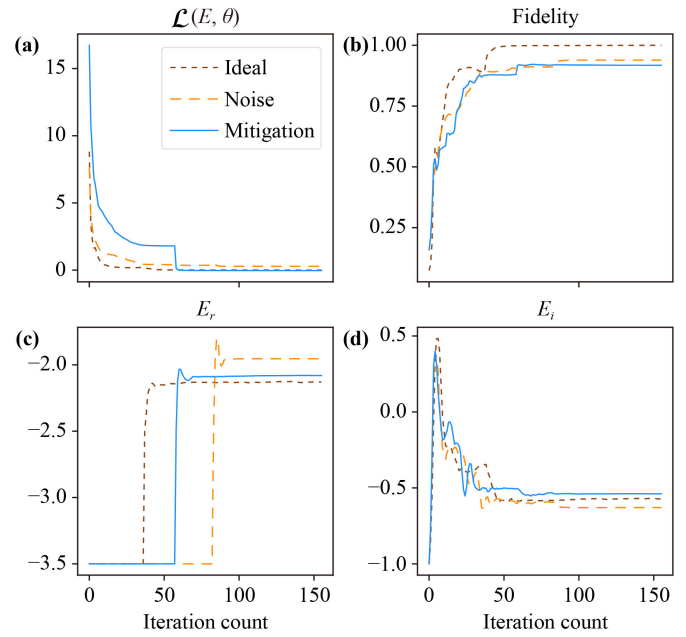 (a)
𝓛(E, θ)
15
10
5
0
Ideal
Noise
Mitigation
(b)
Fidelity
1.00
0.75
0.50
0.25
(c)
E_r
−2.0
−2.5
−3.0
−3.5
0
50
100
150
Iteration count
(d)
E_i
0.5
0.0
−0.5
−1.0
0
50
100
150
Iteration count